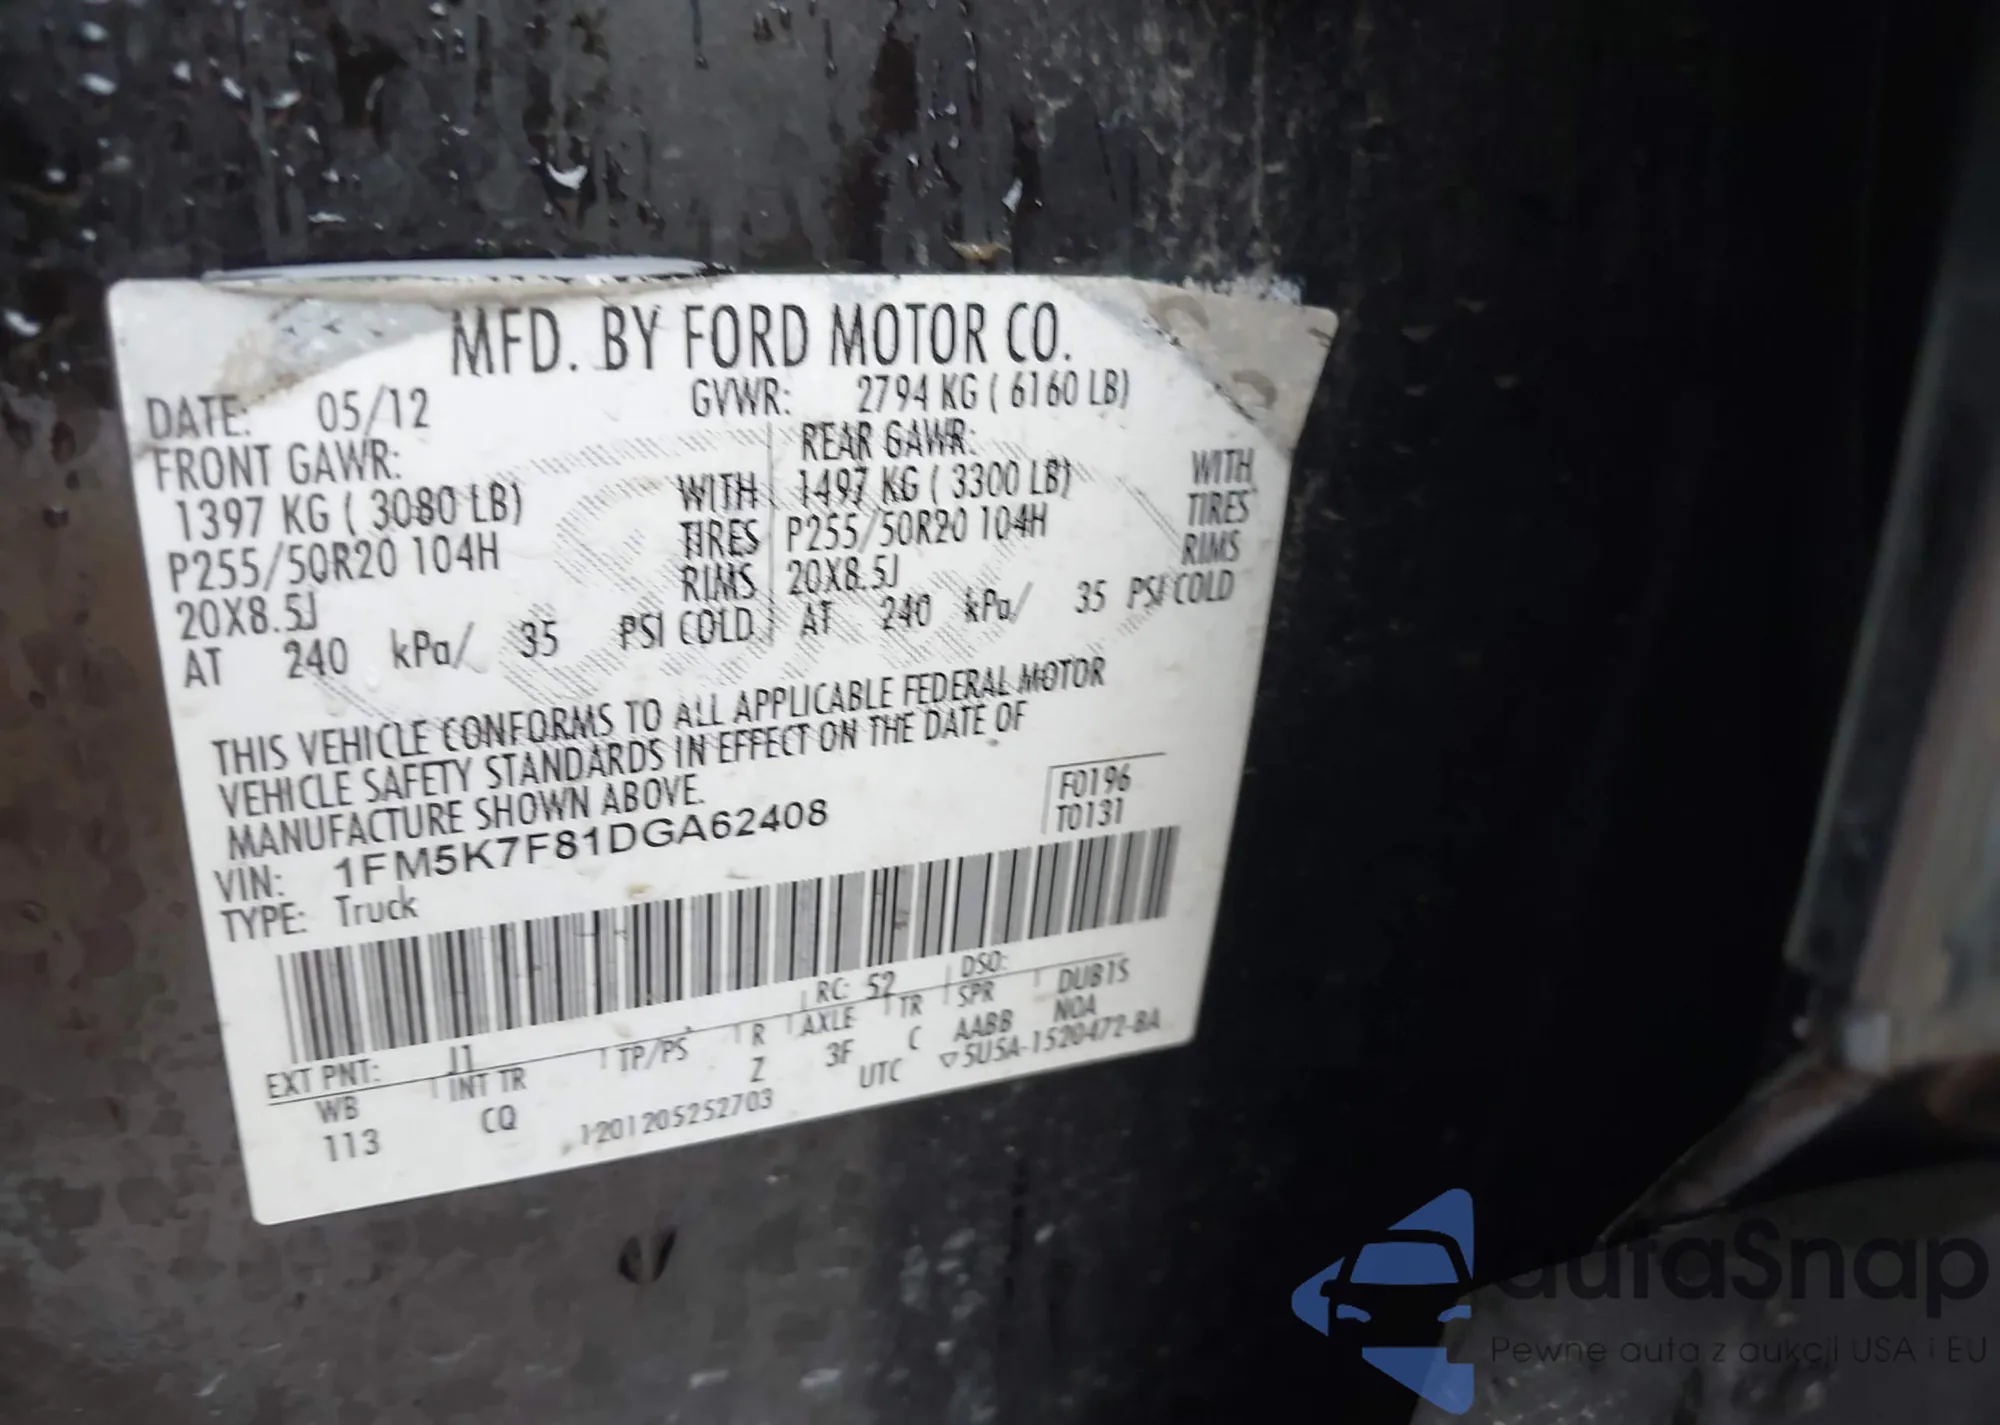 MFD. BY FORD MOTOR CO.
DATE: 05/12 GVWR: 2794 KG ( 6160 LB)
FRONT GAWR: REAR GAWR:
1397 KG ( 3080 LB) WITH 1497 KG ( 3300 LB) WITH
P255/50R20 104H TIRES P255/50R20 104H TIRES
20X8.5J RIMS 20X8.5J RIMS
AT 240 kPa/ 35 PSI COLD AT 240 kPa/ 35 PSI COLD
THIS VEHICLE CONFORMS TO ALL APPLICABLE FEDERAL MOTOR
VEHICLE SAFETY STANDARDS IN EFFECT ON THE DATE OF
MANUFACTURE SHOWN ABOVE.
F0196
T0131
VIN: 1FM5K7F81DGA62408
TYPE: Truck
EXT PNT: J1 RC: 52 DSO:
WB INT TR TP/PS R AXLE TR SPR DUB1S
113 CQ Z 3F C AABB NOA
1201205252703 UTC ▽5U5A-1520472-BA
autaSnap
Pewne auta z aukcji USA i EU